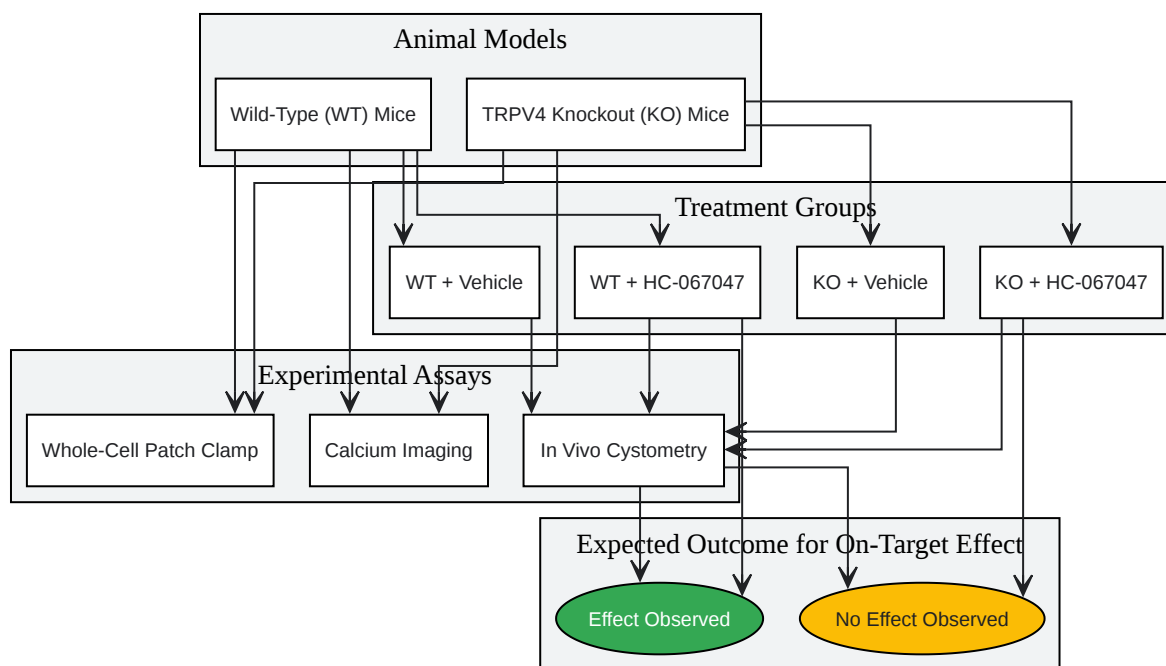 Animal Models
Wild-Type (WT) Mice
TRPV4 Knockout (KO) Mice
Treatment Groups
WT + Vehicle
WT + HC-067047
KO + Vehicle
KO + HC-067047
Experimental Assays
Whole-Cell Patch Clamp
Calcium Imaging
In Vivo Cystometry
Expected Outcome for On-Target Effect
Effect Observed
No Effect Observed